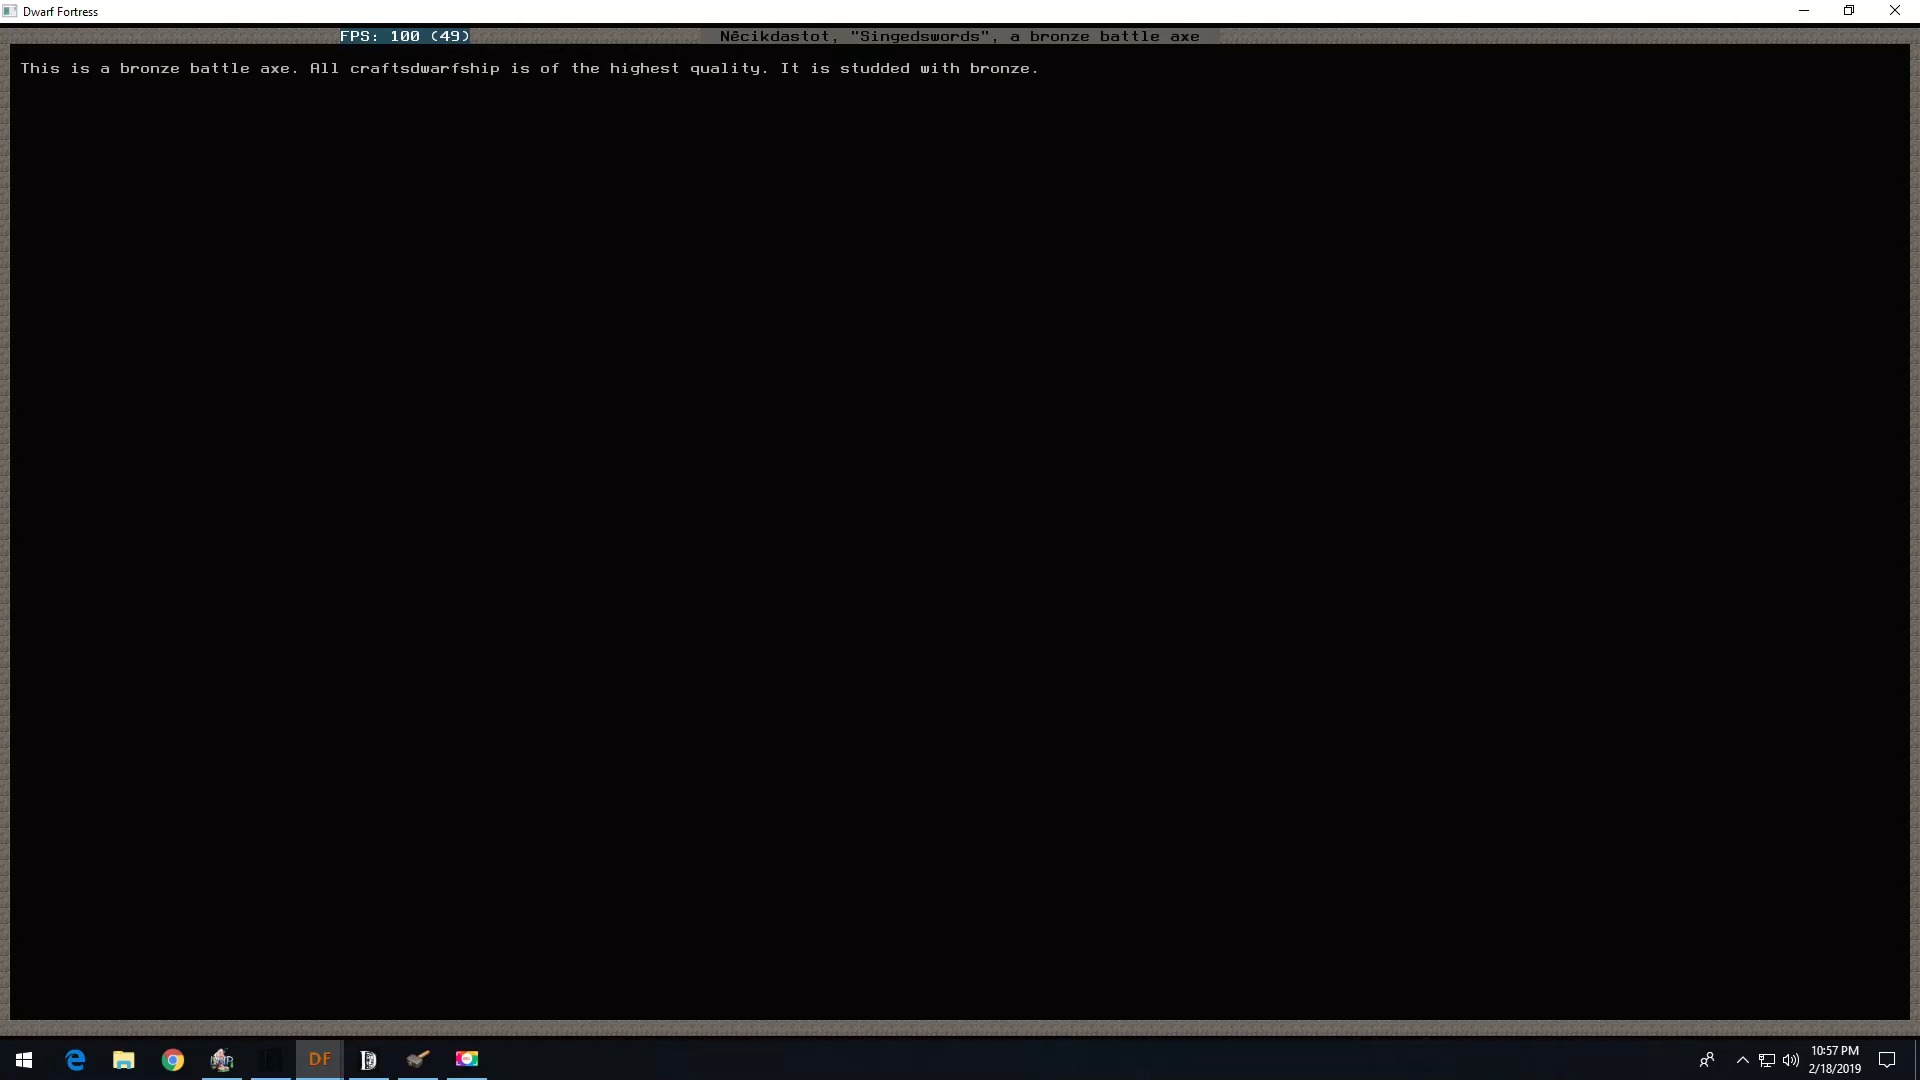 Dwarf Fortress
FPS: 100 (49)
Nêcikdastot, "Singedswords", a bronze battle axe
This is a bronze battle axe. All craftsdwarfship is of the highest quality. It is studded with bronze.
DF
10:57 PM
2/18/2019